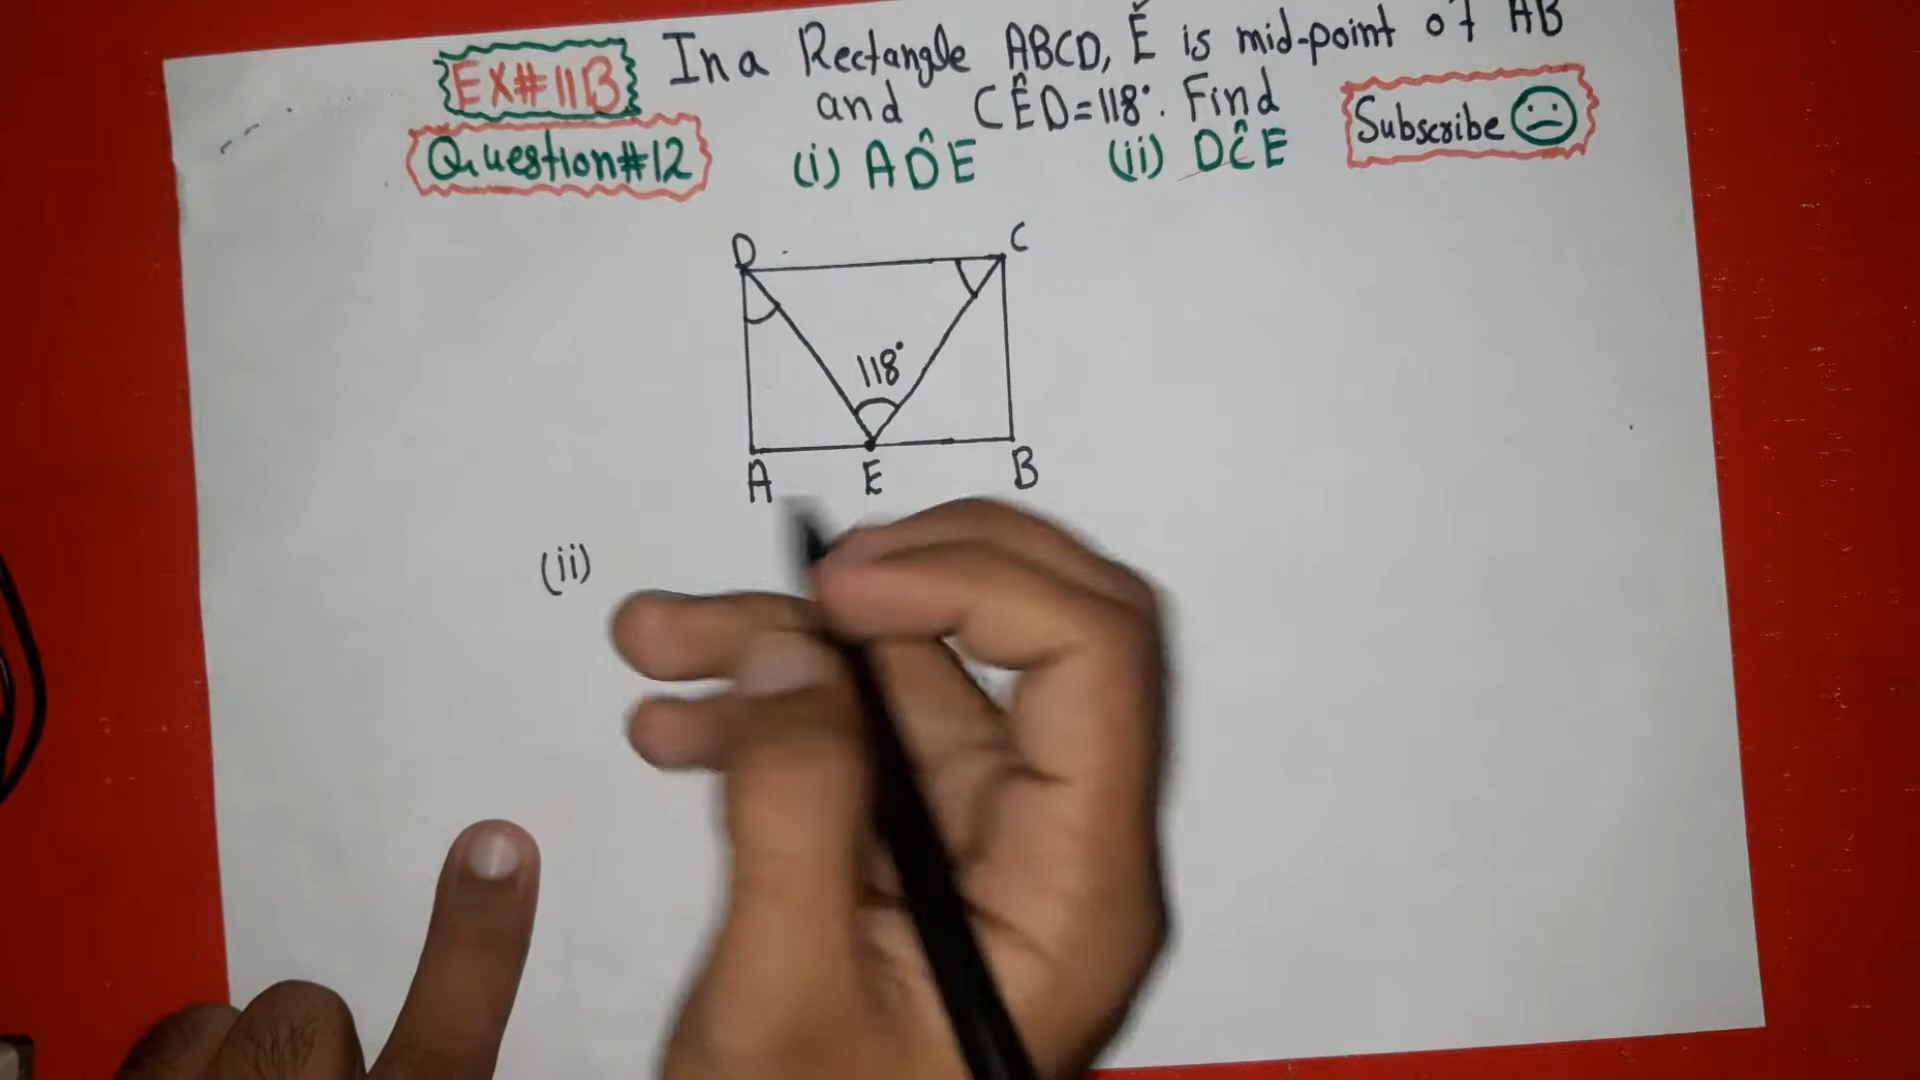 EX#11B
Question#12
In a Rectangle ABCD, Ě is mid-point of AB
and CÊD=118°. Find
(i) AD̂E (ii) DĈE
Subscribe
D C
118°
A E B
(ii)